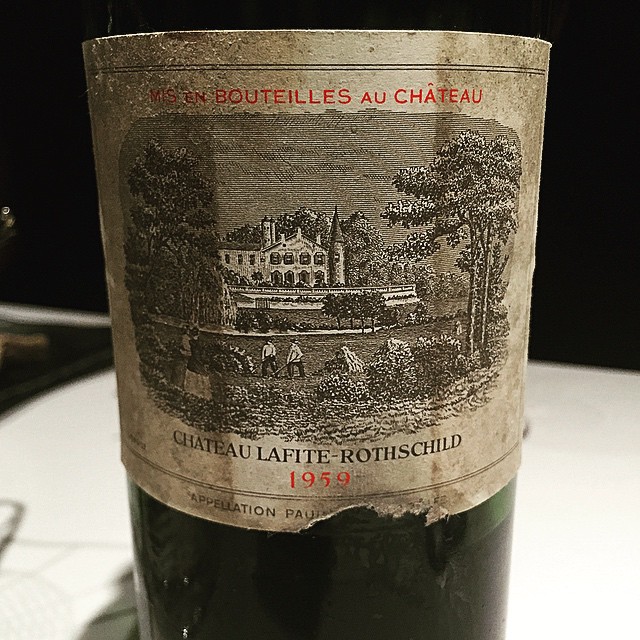 MIS EN BOUTEILLES AU CHÂTEAU
CHATEAU LAFITE-ROTHSCHILD
1959
APPELLATION